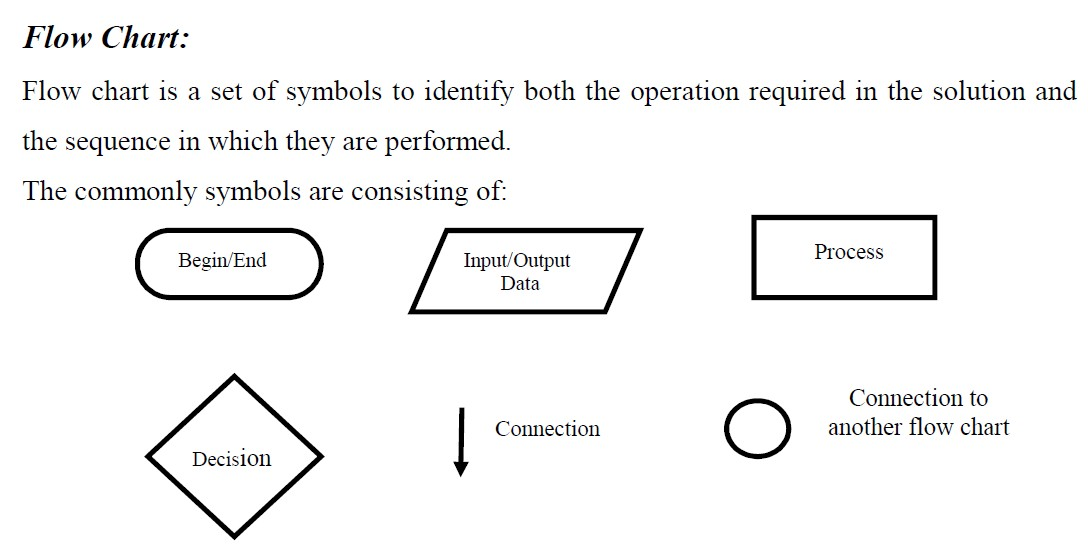 Flow Chart:
Flow chart is a set of symbols to identify both the operation required in the solution and
the sequence in which they are performed.
The commonly symbols are consisting of:
Begin/End
Input/Output
Data
Process
Decision
Connection
Connection to
another flow chart